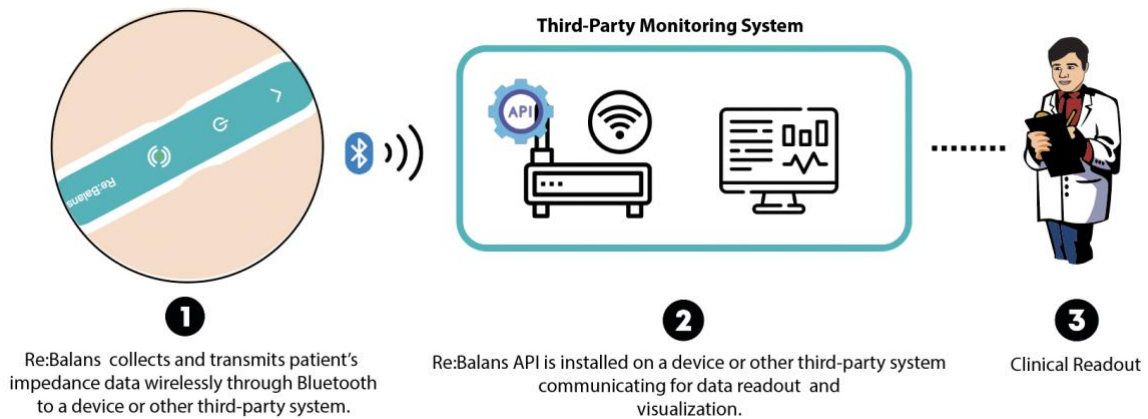 Third-Party Monitoring System
API
Re:Balans
1
2
3
Re:Balans collects and transmits patient's
impedance data wirelessly through Bluetooth
to a device or other third-party system.
Re:Balans API is installed on a device or other third-party system
communicating for data readout and
visualization.
Clinical Readout